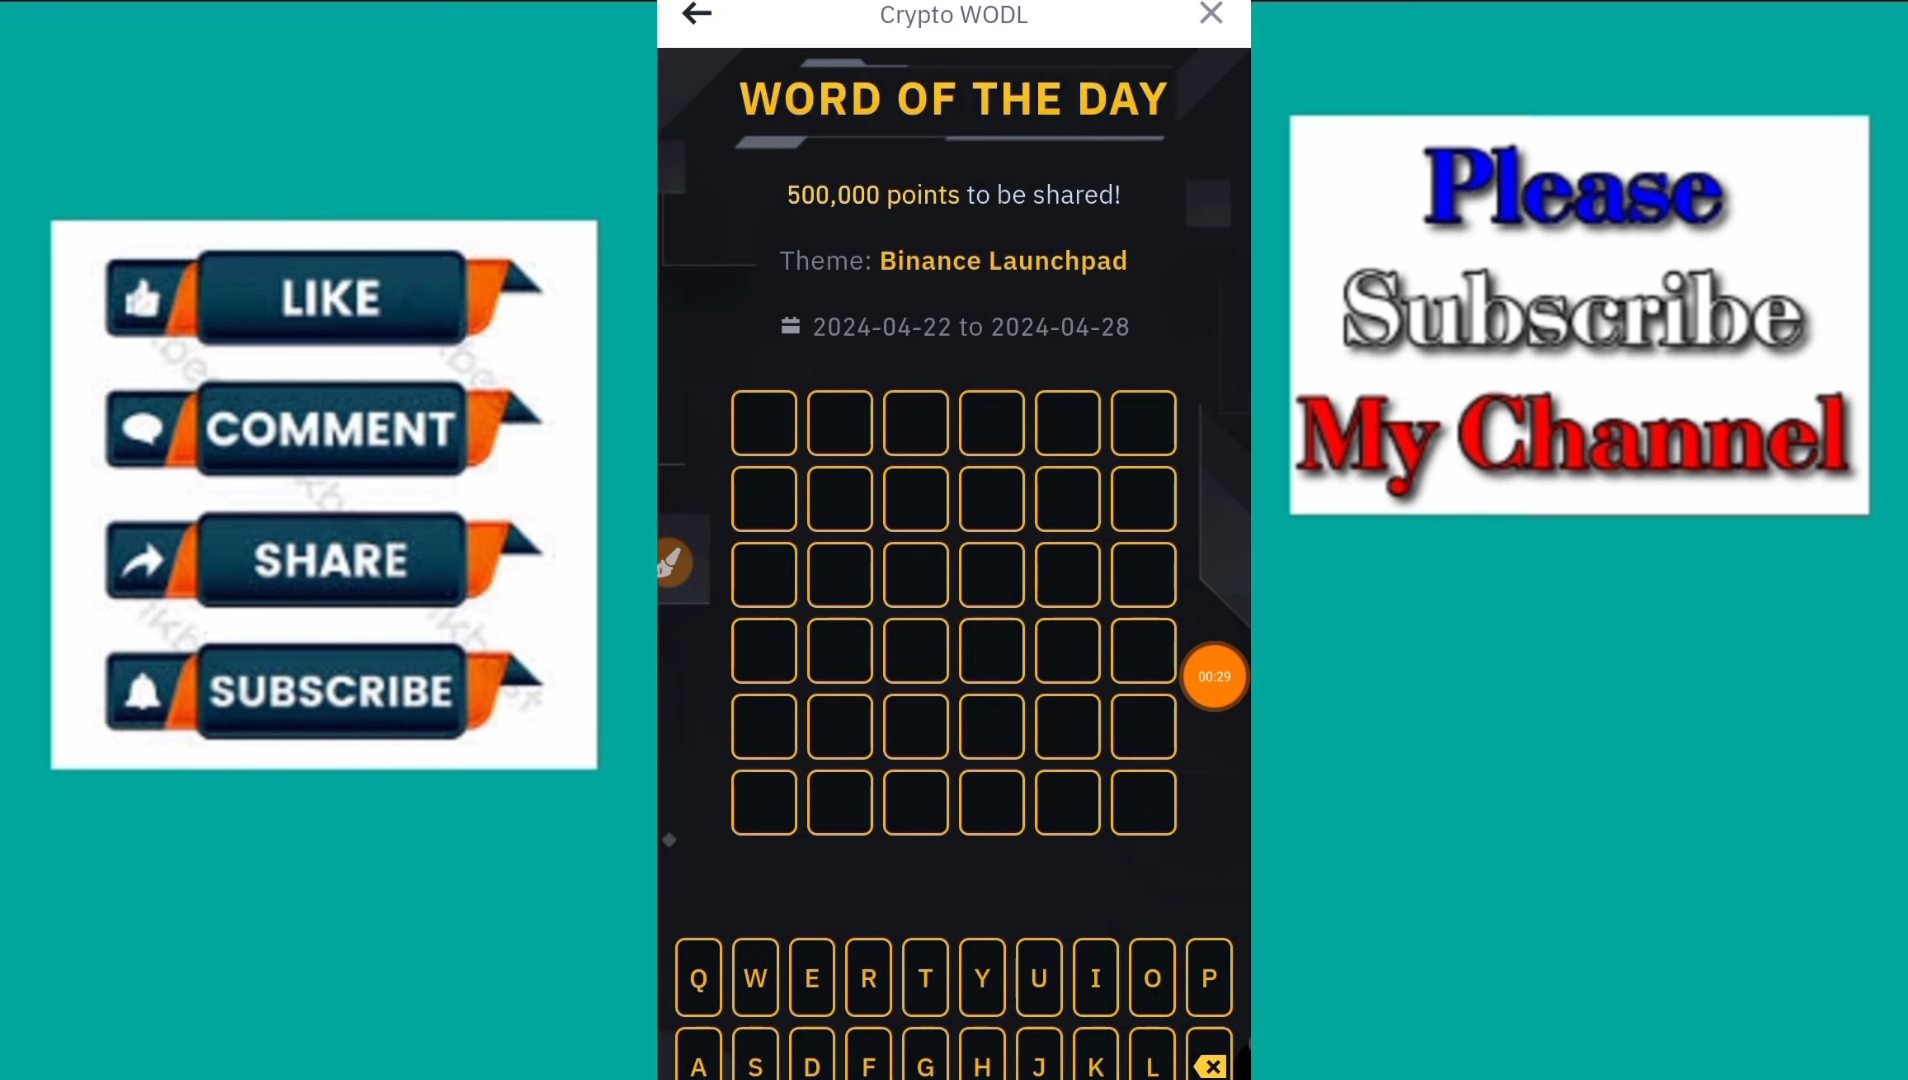 Crypto WODL
WORD OF THE DAY
500,000 points to be shared!
Theme: Binance Launchpad
2024-04-22 to 2024-04-28
00:29
Q W E R T Y U I O P
A S D F G H J K L
LIKE
COMMENT
SHARE
SUBSCRIBE
Please
Subscribe
My Channel